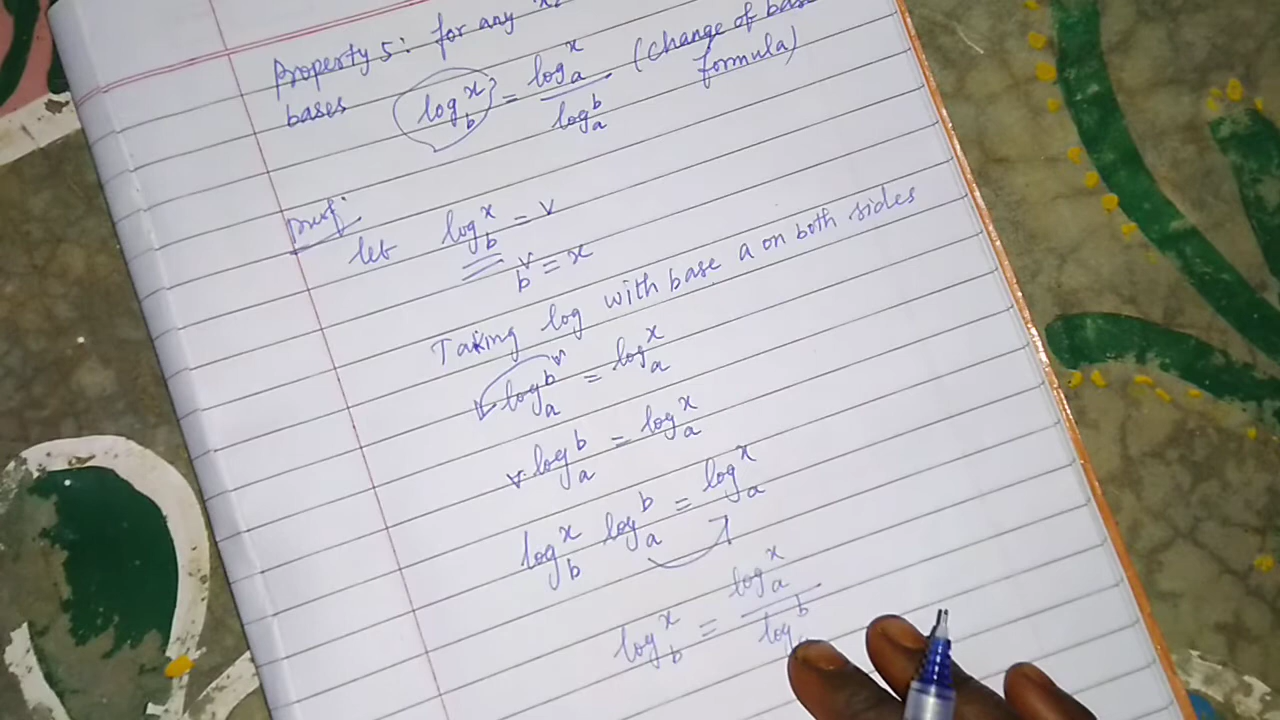 Property 5: for any x,
bases log_b^x = log_a^x / log_a^b. (change of base
formula)
proof:
let log_b^x = v
b^v = x
Taking log with base a on both sides
log_a^b^v = log_a^x
v log_a^b = log_a^x
log_b^x log_a^b = log_a^x
log_b^x = log_a^x / log^b